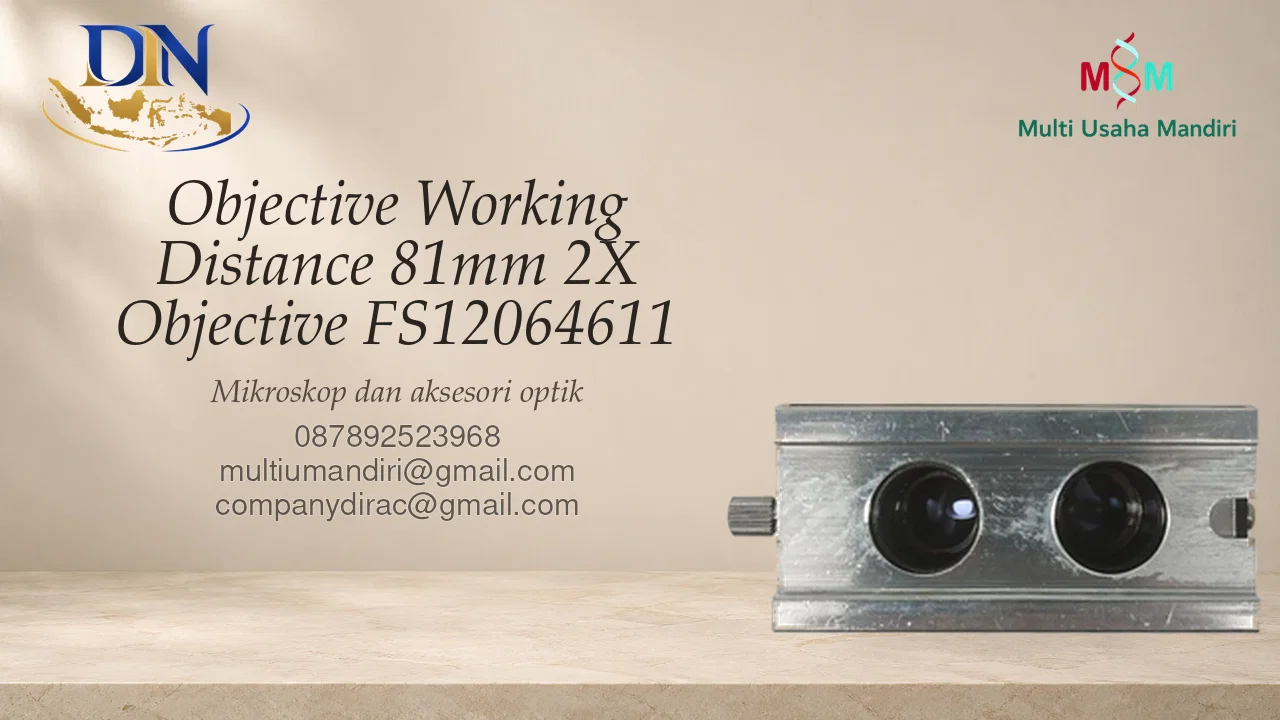 DIN
M M
Multi Usaha Mandiri
Objective Working
Distance 81mm 2X
Objective FS12064611
Mikroskop dan aksesori optik
087892523968
multiumandiri@gmail.com
companydirac@gmail.com